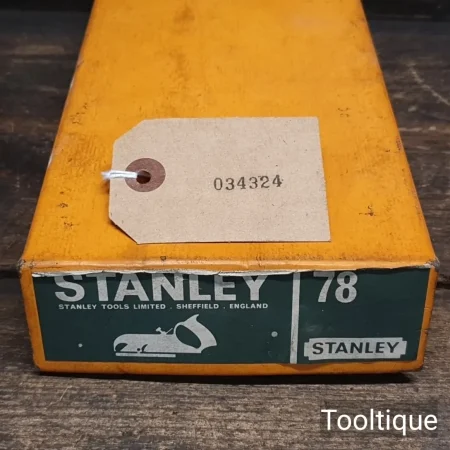 034324
STANLEY
STANLEY TOOLS LIMITED . SHEFFIELD . ENGLAND
78
STANLEY
Tooltique